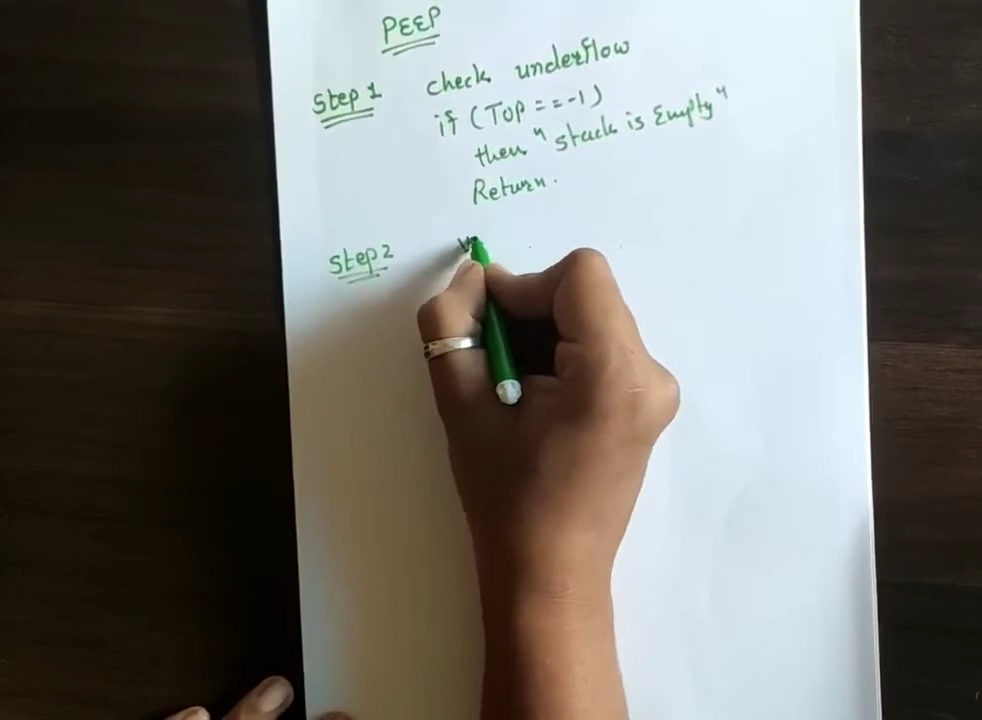 PEEP
Step 1 check underflow
if (Top == -1)
then "stack is Empty"
Return.
Step 2